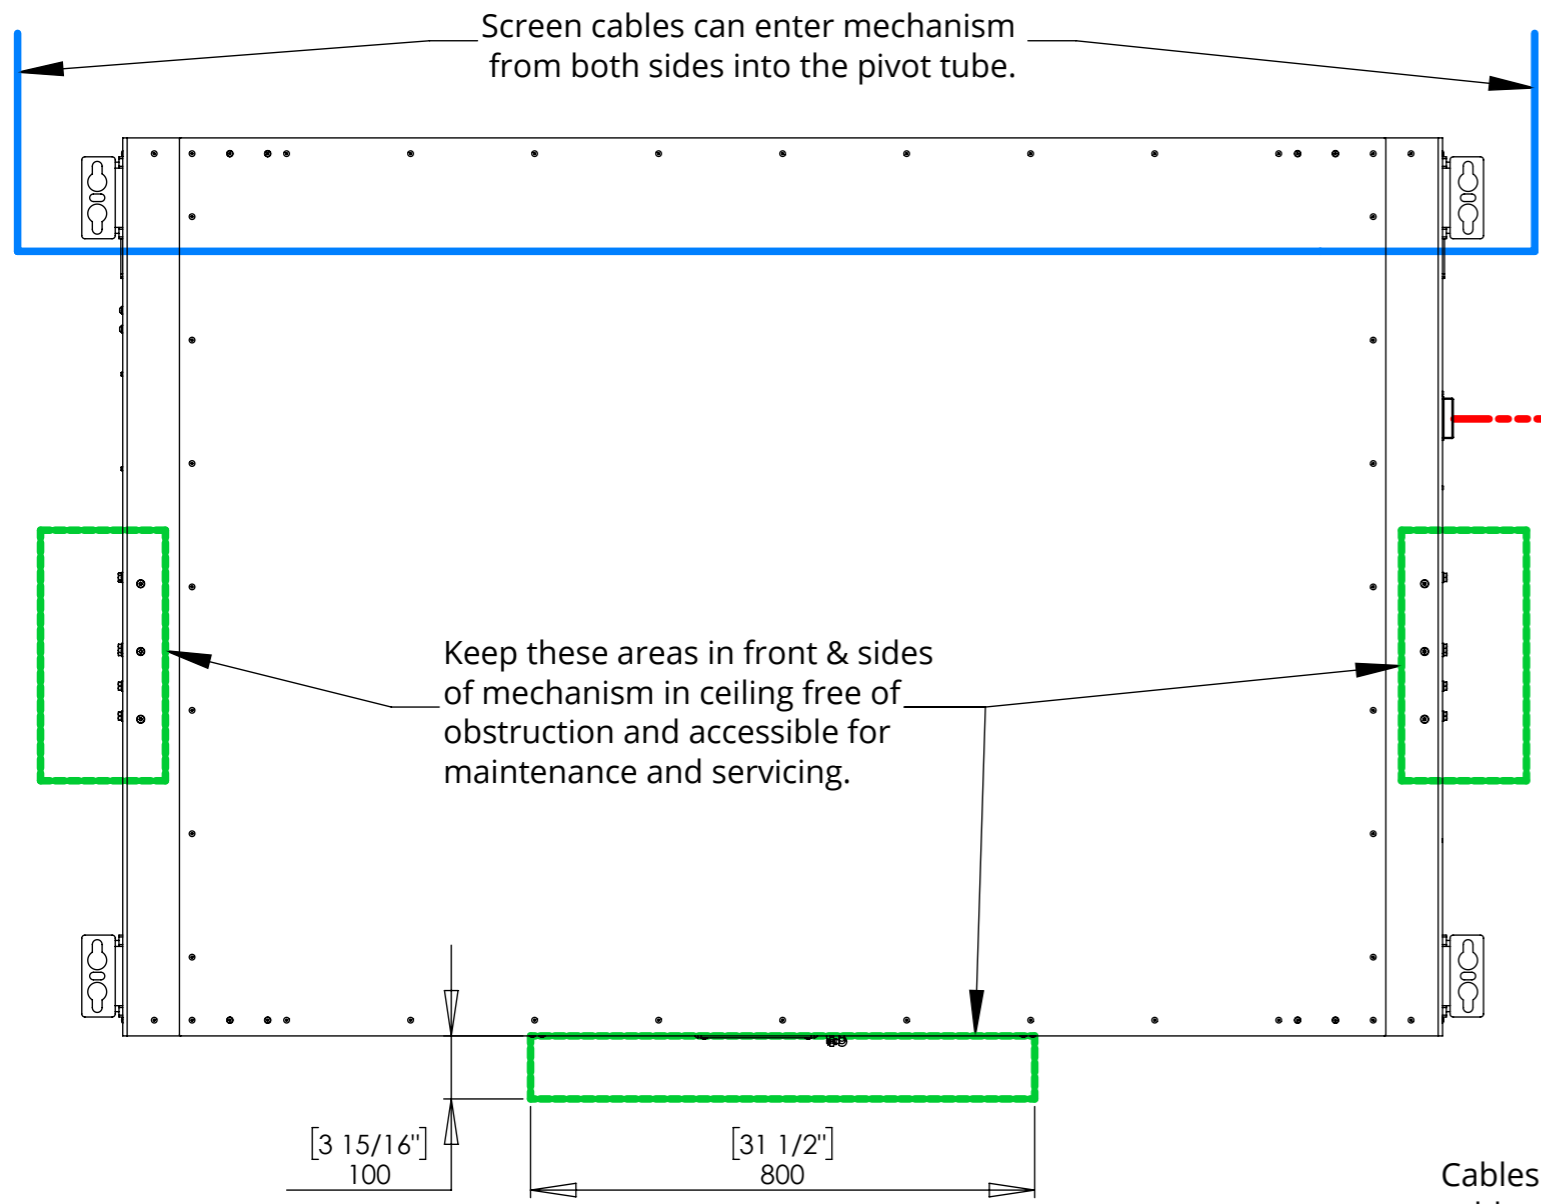 Screen cables can enter mechanism
from both sides into the pivot tube.
Keep these areas in front & sides
of mechanism in ceiling free of
obstruction and accessible for
maintenance and servicing.
[3 15/16"]
100
[31 1/2"]
800
Cables